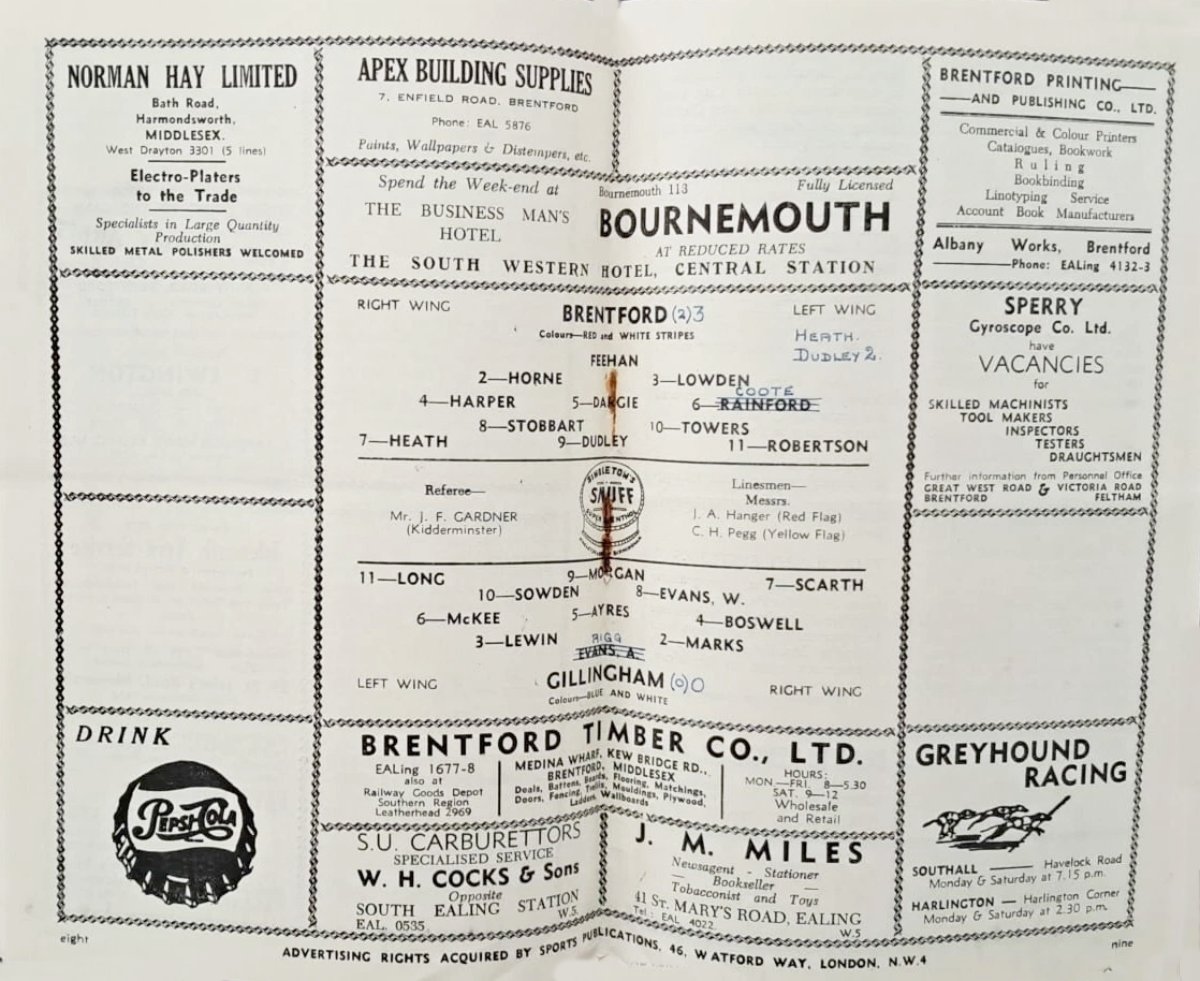 NORMAN HAY LIMITED
Bath Road,
Harmondsworth,
MIDDLESEX.
West Drayton 3301 (5 lines)
Electro-Platers
to the Trade
Specialists in Large Quantity
Production
SKILLED METAL POLISHERS WELCOMED
APEX BUILDING SUPPLIES
7, ENFIELD ROAD, BRENTFORD
Phone: EAL 5876
Paints, Wallpapers & Distempers, etc.
BRENTFORD PRINTING
AND PUBLISHING CO., LTD.
Commercial & Colour Printers
Catalogues, Bookwork
Ruling
Bookbinding
Linotyping Service
Account Book Manufacturers
Albany Works, Brentford
Phone: EALing 4132-3
Spend the Week-end at
THE BUSINESS MAN'S
HOTEL
Bournemouth 113 Fully Licensed
BOURNEMOUTH
AT REDUCED RATES
THE SOUTH WESTERN HOTEL, CENTRAL STATION
RIGHT WING BRENTFORD (2) 3 LEFT WING
Colours—RED and WHITE STRIPES
HEATH.
DUDLEY 2.
FEEHAN
2—HORNE 3—LOWDEN
COOTE
4—HARPER 5—DARGIE 6—RAINFORD
8—STOBBART 10—TOWERS
7—HEATH 9—DUDLEY 11—ROBERTSON
Referee—
Mr. J. F. GARDNER
(Kidderminster)
SINGLETON'S
SNUFF
SUPER MENTHOL
Linesmen—
Messrs.
J. A. Hanger (Red Flag)
C. H. Pegg (Yellow Flag)
11—LONG 9—MORGAN 7—SCARTH
10—SOWDEN 8—EVANS, W.
6—McKEE 5—AYRES 4—BOSWELL
3—LEWIN 2—MARKS
RIGG
EVANS, A.
GILLINGHAM (0) 0
Colours—BLUE AND WHITE
LEFT WING RIGHT WING
SPERRY
Gyroscope Co. Ltd.
have
VACANCIES
for
SKILLED MACHINISTS
TOOL MAKERS
INSPECTORS
TESTERS
DRAUGHTSMEN
Further information from Personnel Office
GREAT WEST ROAD & VICTORIA ROAD
BRENTFORD FELTHAM
DRINK
PEPSI-COLA
BRENTFORD TIMBER CO., LTD.
EALing 1677-8
also at
Railway Goods Depot
Southern Region
Leatherhead 2969
MEDINA WHARF, KEW BRIDGE RD.,
BRENTFORD, MIDDLESEX
Deals, Battens, Boards, Flooring, Matchings,
Doors, Fencing, Trellis, Mouldings, Plywood,
Ladders, Wallboards
HOURS:
MON.—FRI. 8—5.30
SAT. 9—12
Wholesale
and Retail
S.U. CARBURETTORS
SPECIALISED SERVICE
W. H. COCKS & Sons
Opposite
SOUTH EALING STATION
EAL. 0535 W.5
J. M. MILES
Newsagent - Stationer
— Bookseller —
Tobacconist and Toys
41 ST. MARY'S ROAD, EALING
Tel.: EAL 4022. W.5
GREYHOUND
RACING
SOUTHALL — Havelock Road
Monday & Saturday at 7.15 p.m.
HARLINGTON — Harlington Corner
Monday & Saturday at 2.30 p.m.
eight
nine
ADVERTISING RIGHTS ACQUIRED BY SPORTS PUBLICATIONS, 46, WATFORD WAY, LONDON, N.W.4